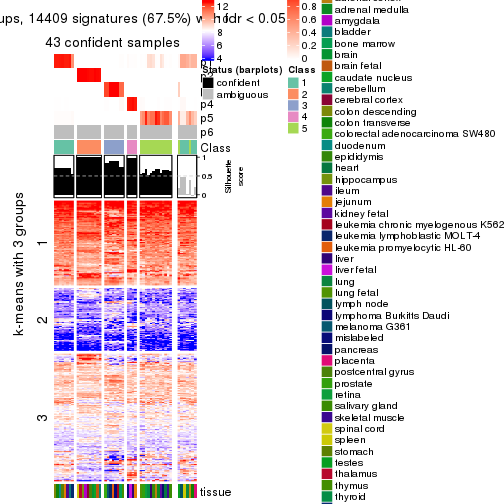 ups, 14409 signatures (67.5%) with fdr < 0.05
43 confident samples
p4
p5
p6
Class
1
0.5
0
Silhouette
score
k-means with 3 groups
1
2
3
tissue
12
8
6
4
Status (barplots)
confident
ambiguous
0.8
0.6
0.4
0.2
0
Class
1
2
3
4
5
adrenal medulla
amygdala
bladder
bone marrow
brain
brain fetal
caudate nucleus
cerebellum
cerebral cortex
colon descending
colon transverse
colorectal adenocarcinoma SW480
duodenum
epididymis
heart
hippocampus
ileum
jejunum
kidney fetal
leukemia chronic myelogenous K562
leukemia lymphoblastic MOLT-4
leukemia promyelocytic HL-60
liver
liver fetal
lung
lung fetal
lymph node
lymphoma Burkitts Daudi
melanoma G361
mislabeled
pancreas
placenta
postcentral gyrus
prostate
retina
salivary gland
skeletal muscle
spinal cord
spleen
stomach
testes
thalamus
thymus
thyroid